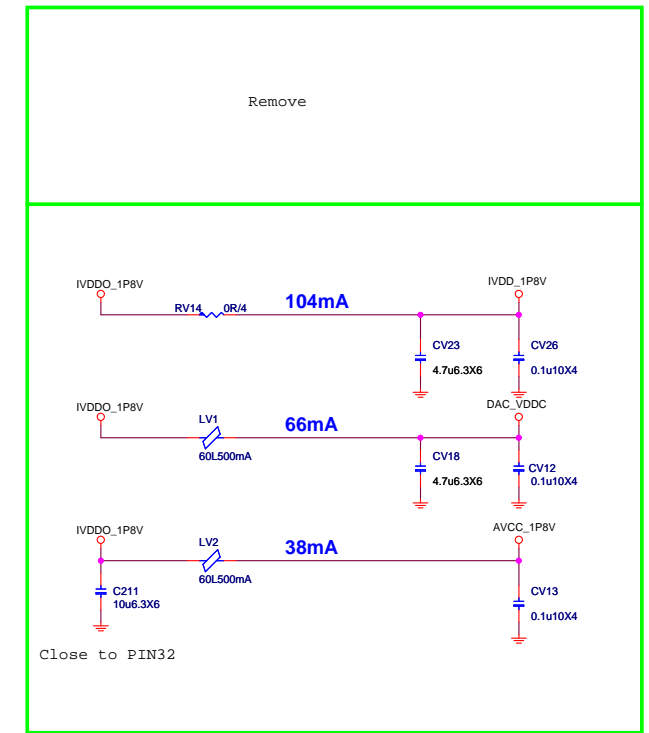 Remove
IVDDO_1P8V
IVDD_1P8V
RV14 0R/4
104mA
CV23
4.7u6.3X6
CV26
0.1u10X4
IVDDO_1P8V
DAC_VDDC
LV1
66mA
60L500mA
CV18
4.7u6.3X6
CV12
0.1u10X4
IVDDO_1P8V
AVCC_1P8V
LV2
38mA
60L500mA
C211
10u6.3X6
CV13
0.1u10X4
Close to PIN32